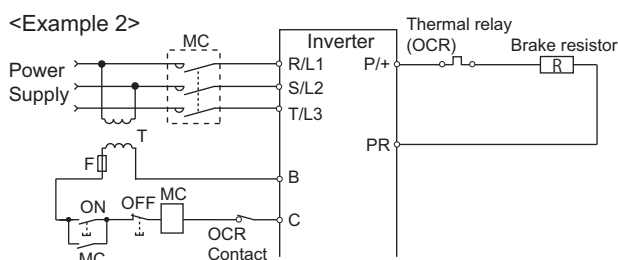 <Example 2>
MC
Inverter
Thermal relay
(OCR)
Brake resistor
Power
Supply
R/L1
S/L2
T/L3
P/+
R
T
PR
F
B
ON
OFF
MC
C
OCR
Contact
MC